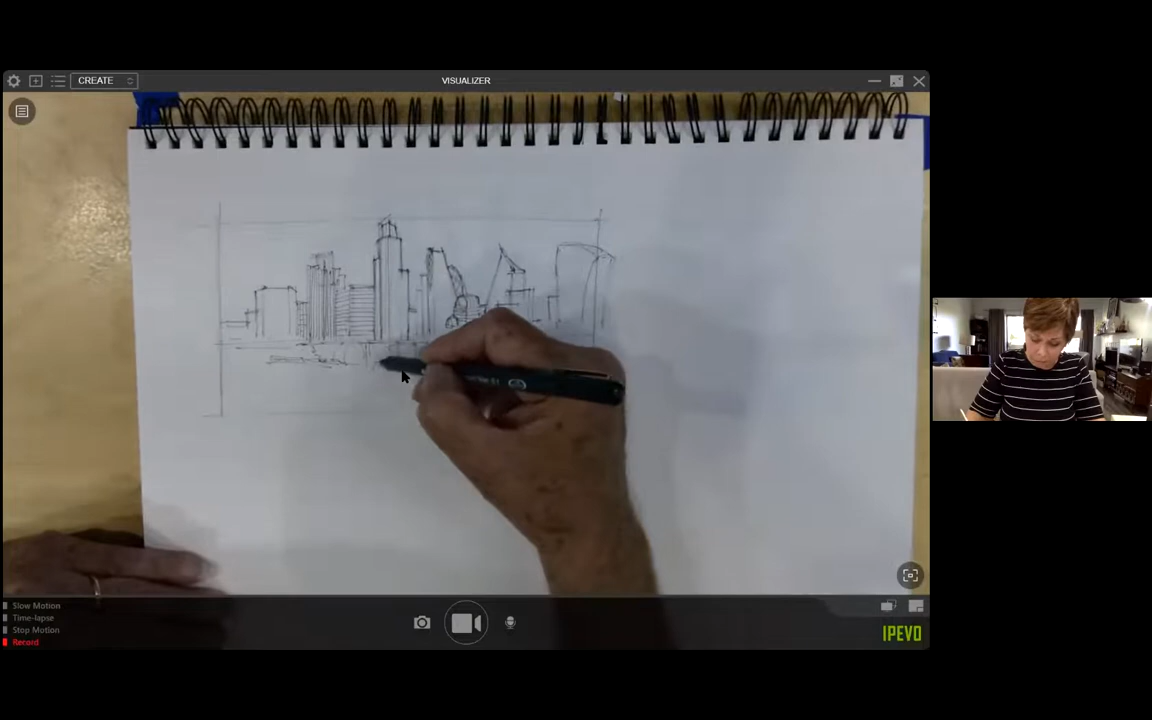 CREATE
VISUALIZER
Slow Motion
Time-lapse
Stop Motion
Record
IPEVO